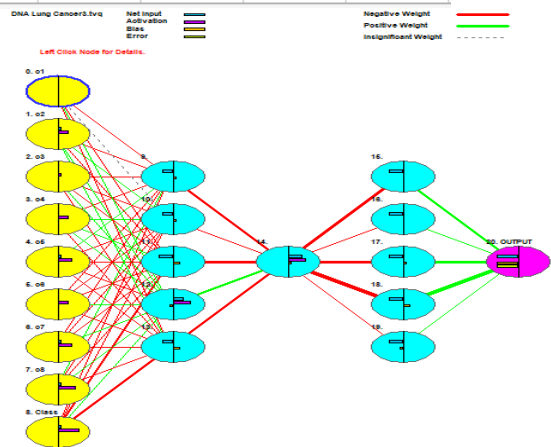 DNA Lung Cancer3.tvq
Net Input
Activation
Bias
Error
Negative Weight
Positive Weight
Insignificant Weight
Left Click Node for Details.
0. o1
1. o2
2. o3
3. o4
4. o5
5. o6
6. o7
7. o8
8. Class
9.
10.
11.
12.
13.
14.
15.
16.
17.
18.
19.
20. OUTPUT